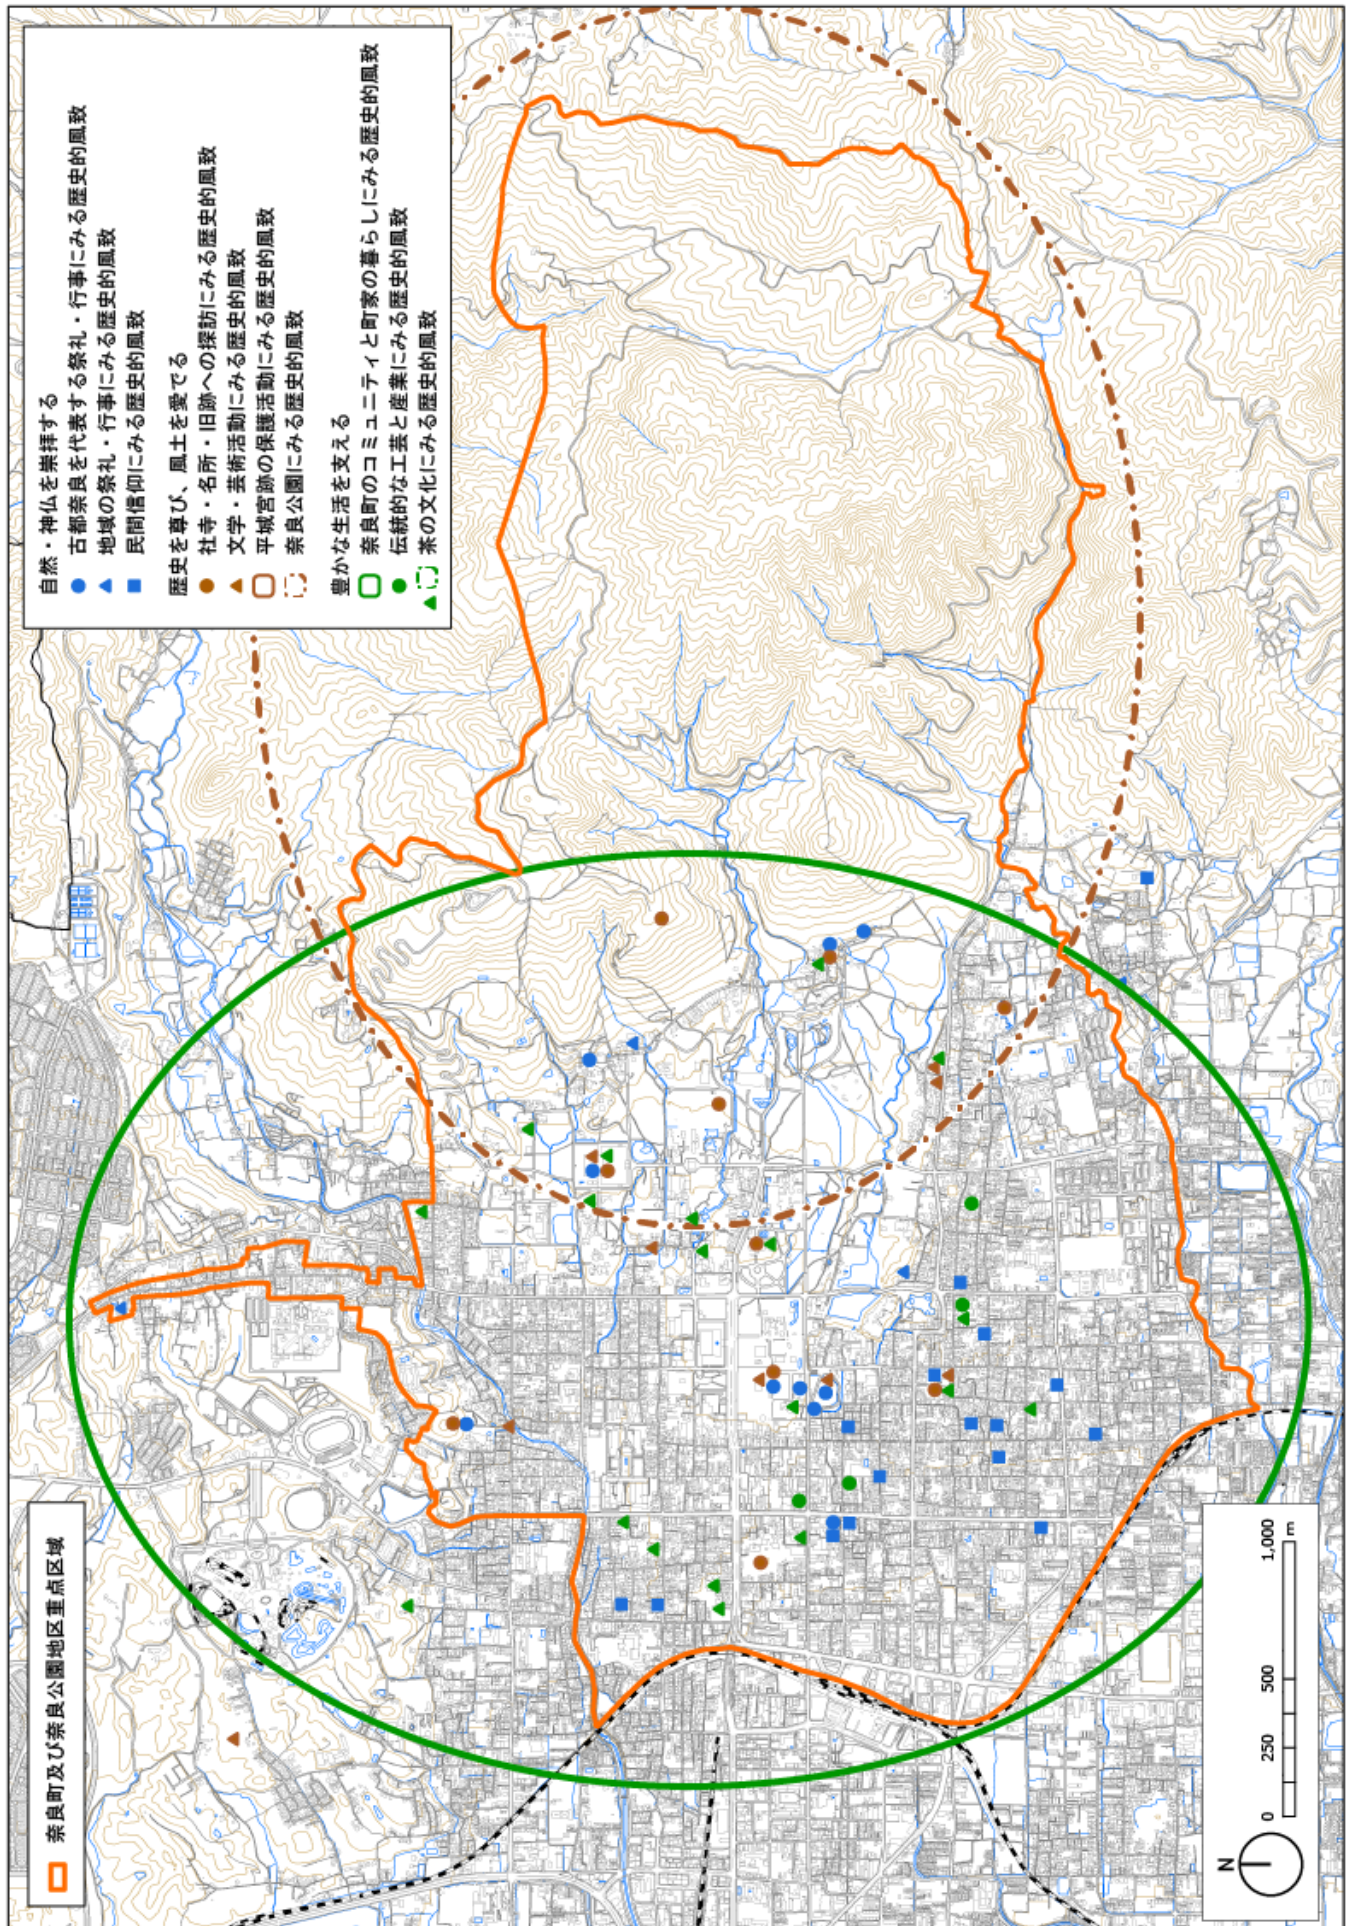 自然・神仏を崇拝する
古都奈良を代表する祭礼・行事にみる歴史的風致
地域の祭礼・行事にみる歴史的風致
民間信仰にみる歴史的風致
歴史を尊び、風土を愛でる
社寺・名所・旧跡への探訪にみる歴史的風致
文学・芸術活動にみる歴史的風致
平城宮跡の保護活動にみる歴史的風致
奈良公園にみる歴史的風致
豊かな生活を支える
奈良町のコミュニティと町家の暮らしにみる歴史的風致
伝統的な工芸と産業にみる歴史的風致
茶の文化にみる歴史的風致
奈良町及び奈良公園地区重点区域
N
0 250 500 1,000
m